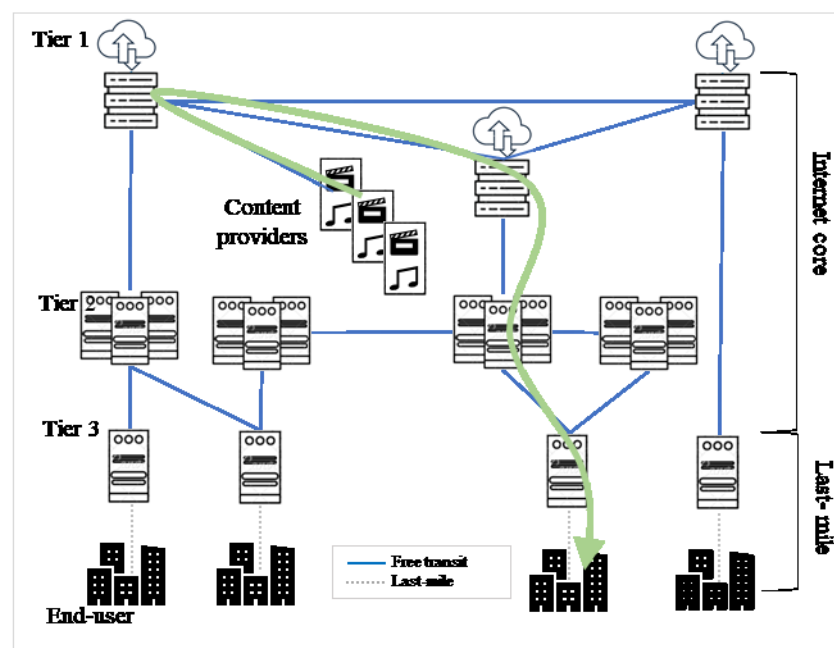 Tier 1
Internet core
Content
providers
Tier 2
Tier 3
Last- mile
Free transit
Last-mile
End-user